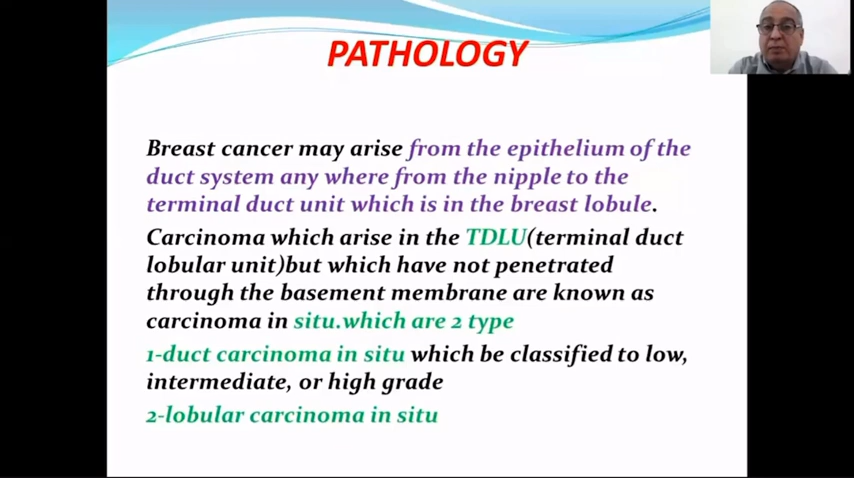 PATHOLOGY
Breast cancer may arise from the epithelium of the
duct system any where from the nipple to the
terminal duct unit which is in the breast lobule.
Carcinoma which arise in the TDLU(terminal duct
lobular unit)but which have not penetrated
through the basement membrane are known as
carcinoma in situ.which are 2 type
1-duct carcinoma in situ which be classified to low,
intermediate, or high grade
2-lobular carcinoma in situ